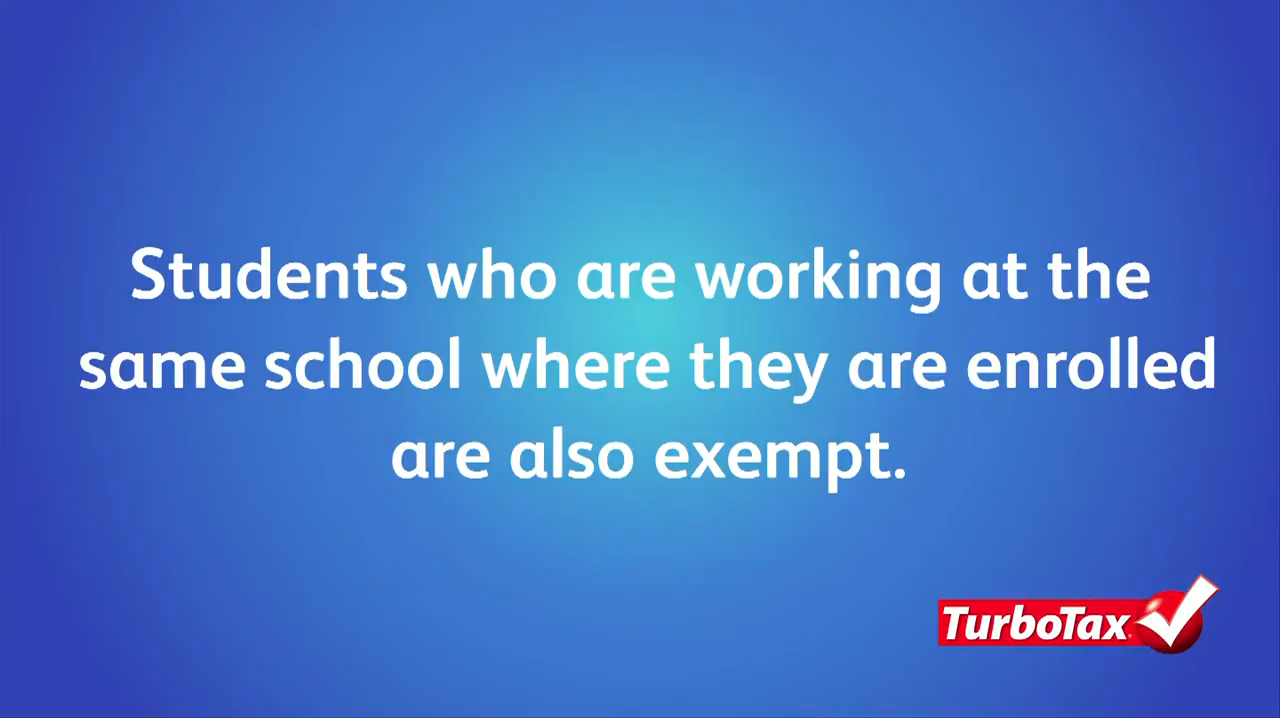 Students who are working at the
same school where they are enrolled
are also exempt.
TurboTax